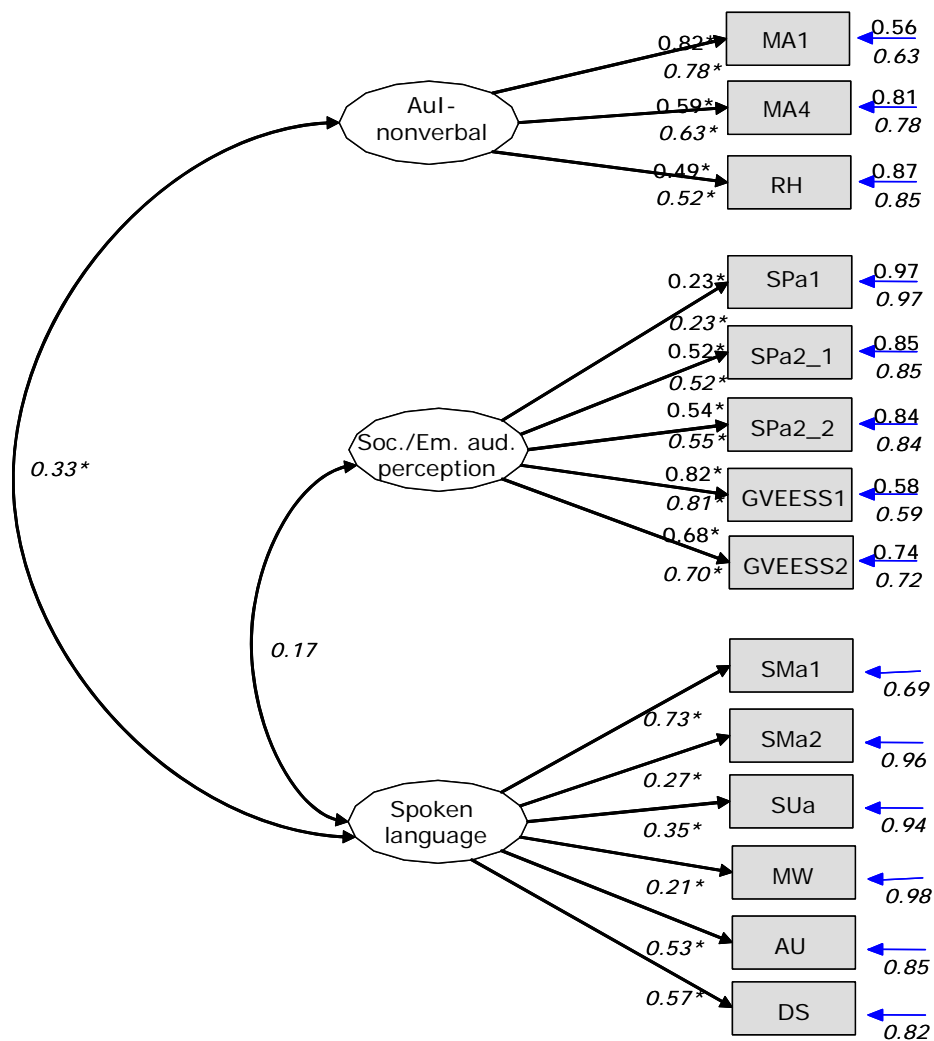 0.82*
0.78*
MA1
0.56
0.63
AuI-
nonverbal
0.59*
0.63*
MA4
0.81
0.78
0.49*
0.52*
RH
0.87
0.85
0.23*
0.23*
SPa1
0.97
0.97
0.52*
0.52*
SPa2_1
0.85
0.85
Soc./Em. aud.
perception
0.54*
0.55*
SPa2_2
0.84
0.84
0.82*
0.81*
GVEESS1
0.58
0.59
0.68*
0.70*
GVEESS2
0.74
0.72
0.33*
0.17
0.73*
SMa1
0.69
0.27*
SMa2
0.96
Spoken
language
0.35*
SUa
0.94
0.21*
MW
0.98
0.53*
AU
0.85
0.57*
DS
0.82